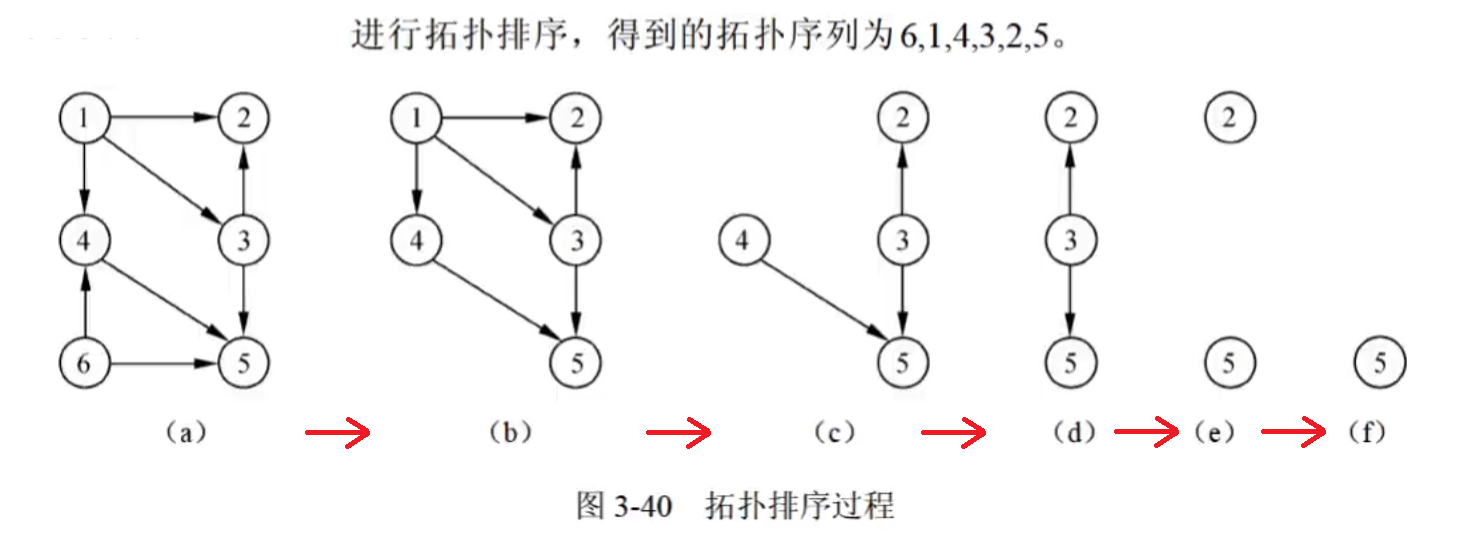 进行拓扑排序，得到的拓扑序列为6,1,4,3,2,5。
1 2 1 2 2 2 2
4 3 4 3 4 3 3
6 5 5 5 5 5 5
（a） （b） （c） （d） （e） （f）
图 3-40 拓扑排序过程